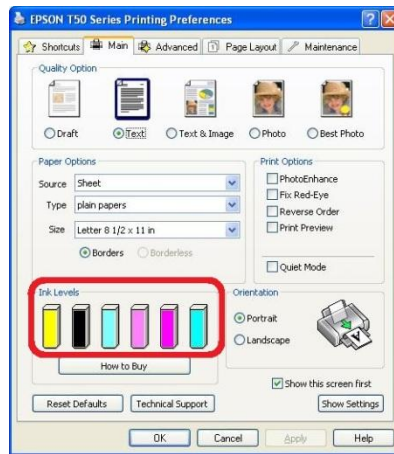 EPSON T50 Series Printing Preferences
Shortcuts Main Advanced Page Layout Maintenance
Quality Option
Draft Text Text & Image Photo Best Photo
Paper Options
Source Sheet
Type plain papers
Size Letter 8 1/2 x 11 in
Borders Borderless
Print Options
PhotoEnhance
Fix Red-Eye
Reverse Order
Print Preview
Quiet Mode
Ink Levels
How to Buy
Orientation
Portrait
Landscape
Show this screen first
Reset Defaults Technical Support Show Settings
OK Cancel Apply Help